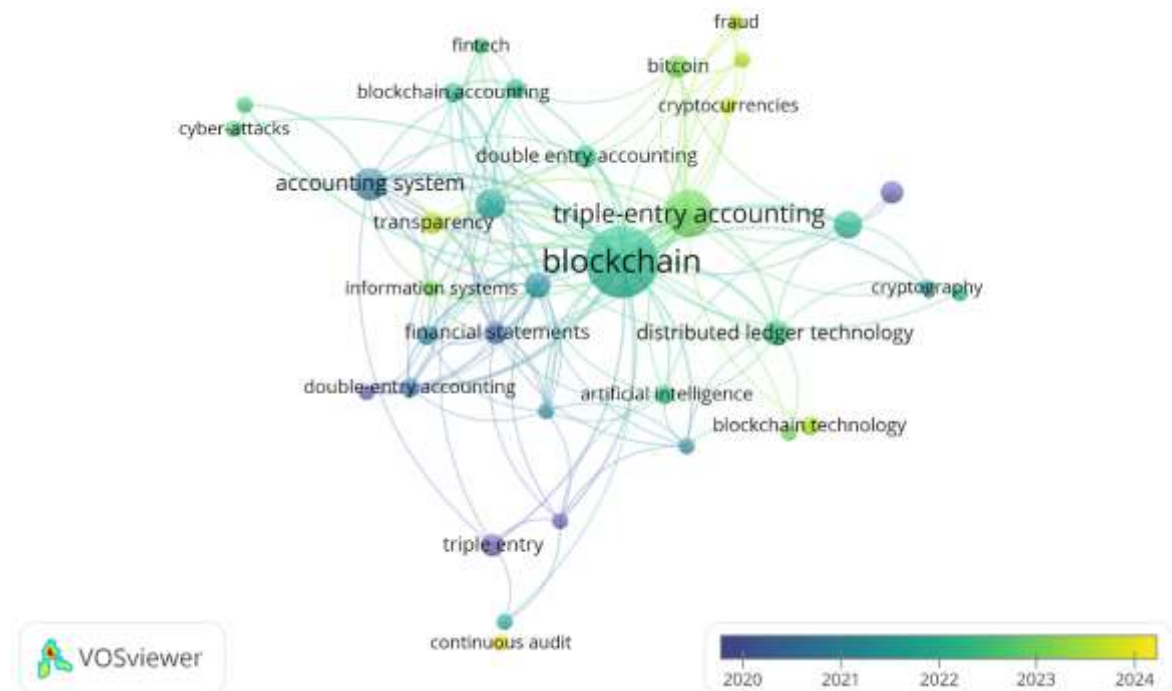 fraud
fintech
bitcoin
blockchain accounting
cryptocurrencies
cyber-attacks
double entry accounting
accounting system
transparency
triple-entry accounting
blockchain
information systems
cryptography
financial statements
distributed ledger technology
double-entry accounting
artificial intelligence
blockchain technology
triple entry
continuous audit
VOSviewer
2020 2021 2022 2023 2024